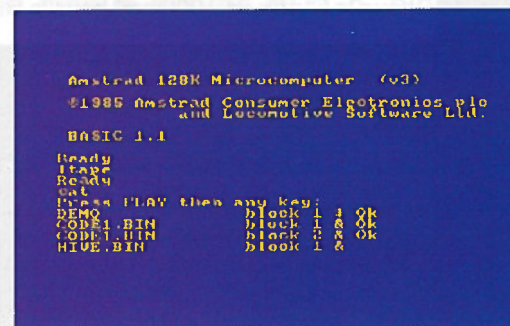 Amstrad 128K Microcomputer (v3)
©1985 Amstrad Consumer Electronics plc
and Locomotive Software Ltd.
BASIC 1.1
Ready
|tape
Ready
cat
Press PLAY then any key:
DEMO block 1 $ Ok
CODE1.BIN block 1 & Ok
CODE1.BIN block 2 & Ok
HIVE.BIN block 1 &